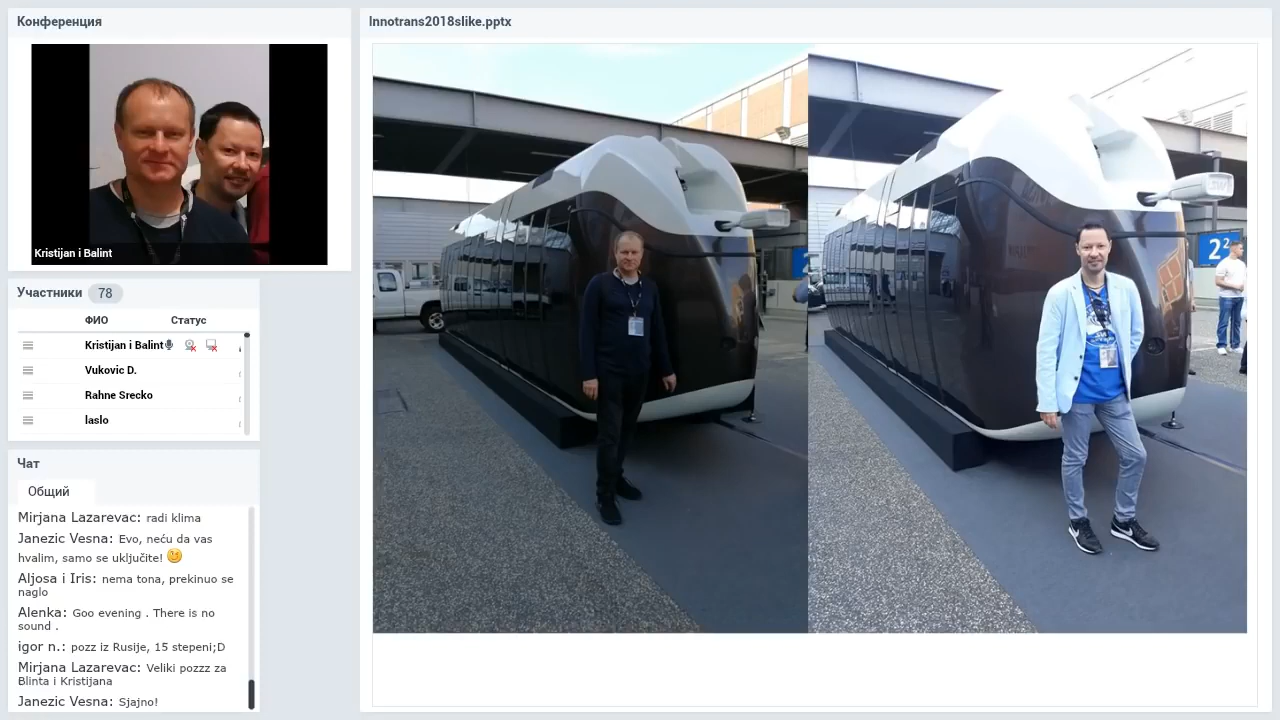 Конференция
Kristijan i Balint
Участники 78
ФИО Статус
Kristijan i Balint
Vukovic D.
Rahne Srecko
laslo
Чат
Общий
Mirjana Lazarevac: radi klima
Janezic Vesna: Evo, neću da vas
hvalim, samo se uključite!
Aljosa i Iris: nema tona, prekinuo se
naglo
Alenka: Goo evening . There is no
sound .
igor n.: pozz iz Rusije, 15 stepeni;D
Mirjana Lazarevac: Veliki pozzz za
Blinta i Kristijana
Janezic Vesna: Sjajno!
Innotrans2018slike.pptx
2²